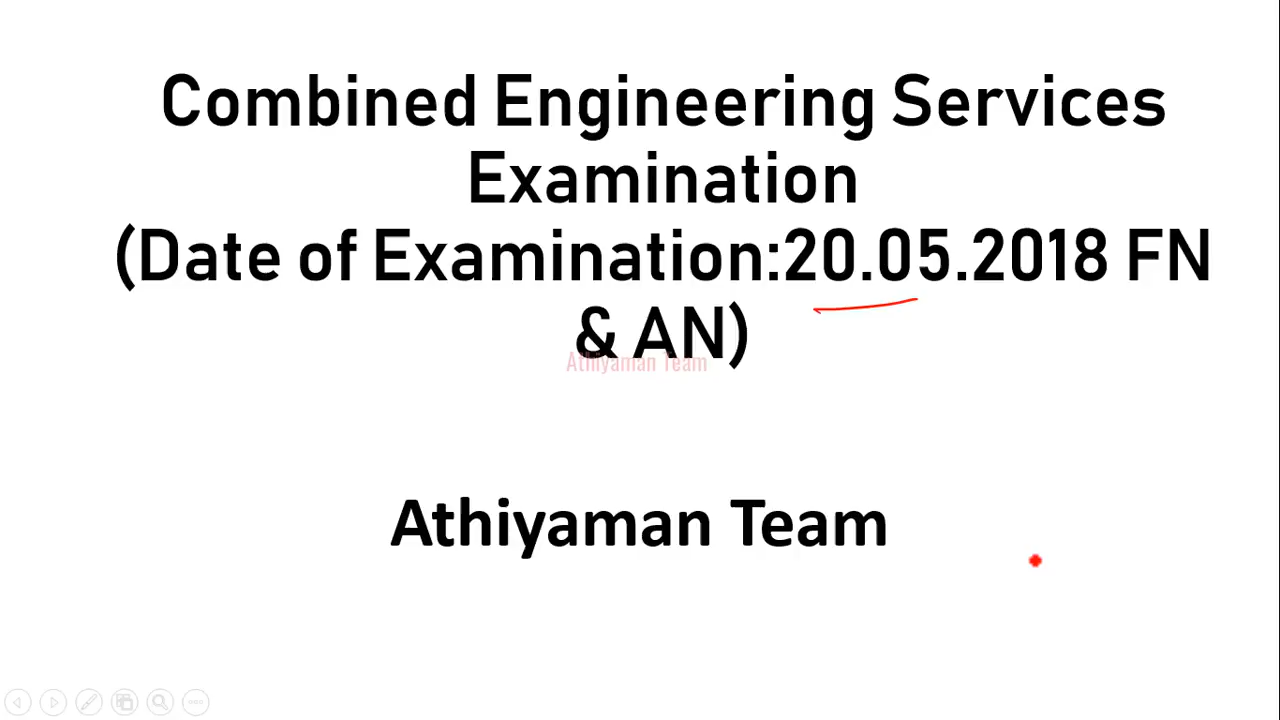 Combined Engineering Services
Examination
(Date of Examination:20.05.2018 FN
& AN)
Athiyaman Team
Athiyaman Team